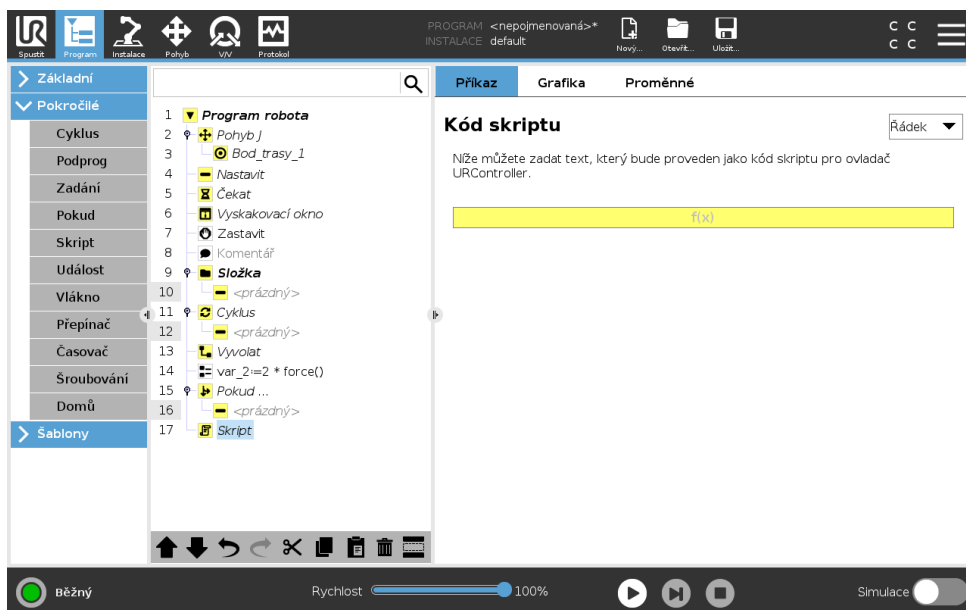 PROGRAM <nepojmenovaná>*
INSTALACE default
Spustit Program Instalace Pohyb V/V Protokol Nový... Otevřít... Uložit...
C C
C C
Základní
Pokročilé
Cyklus
Podprog
Zadání
Pokud
Skript
Událost
Vlákno
Přepínač
Časovač
Šroubování
Domů
Šablony
1 Program robota
2 Pohyb J
3 Bod_trasy_1
4 Nastavit
5 Čekat
6 Vyskakovací okno
7 Zastavit
8 Komentář
9 Složka
10 <prázdný>
11 Cyklus
12 <prázdný>
13 Vyvolat
14 var_2≔2 * force()
15 Pokud ...
16 <prázdný>
17 Skript
Příkaz Grafika Proměnné
Kód skriptu
Řádek
Níže můžete zadat text, který bude proveden jako kód skriptu pro ovladač
URController.
f(x)
Běžný
Rychlost 100%
Simulace